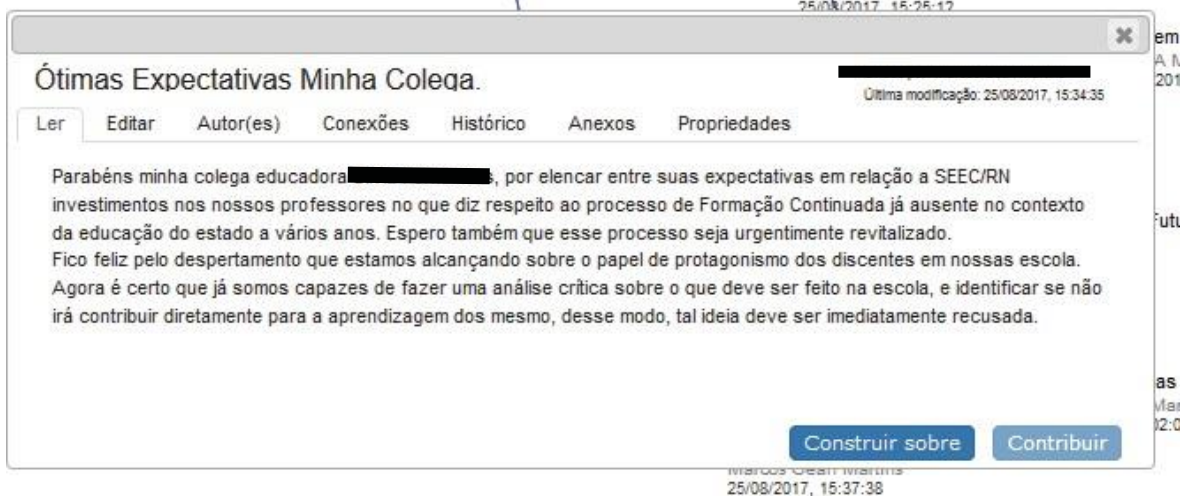 25/08/2017, 15:25:12
em
Ótimas Expectativas Minha Colega.
Última modificação: 25/08/2017, 15:34:35
Ler Editar Autor(es) Conexões Histórico Anexos Propriedades
Parabéns minha colega educadora s, por elencar entre suas expectativas em relação a SEEC/RN
investimentos nos nossos professores no que diz respeito ao processo de Formação Continuada já ausente no contexto
da educação do estado a vários anos. Espero também que esse processo seja urgentemente revitalizado.
Fico feliz pelo despertamento que estamos alcançando sobre o papel de protagonismo dos discentes em nossas escola.
Agora é certo que já somos capazes de fazer uma análise crítica sobre o que deve ser feito na escola, e identificar se não
irá contribuir diretamente para a aprendizagem dos mesmo, desse modo, tal ideia deve ser imediatamente recusada.
as
Construir sobre Contribuir
Marcos Gean Martins
25/08/2017, 15:37:38